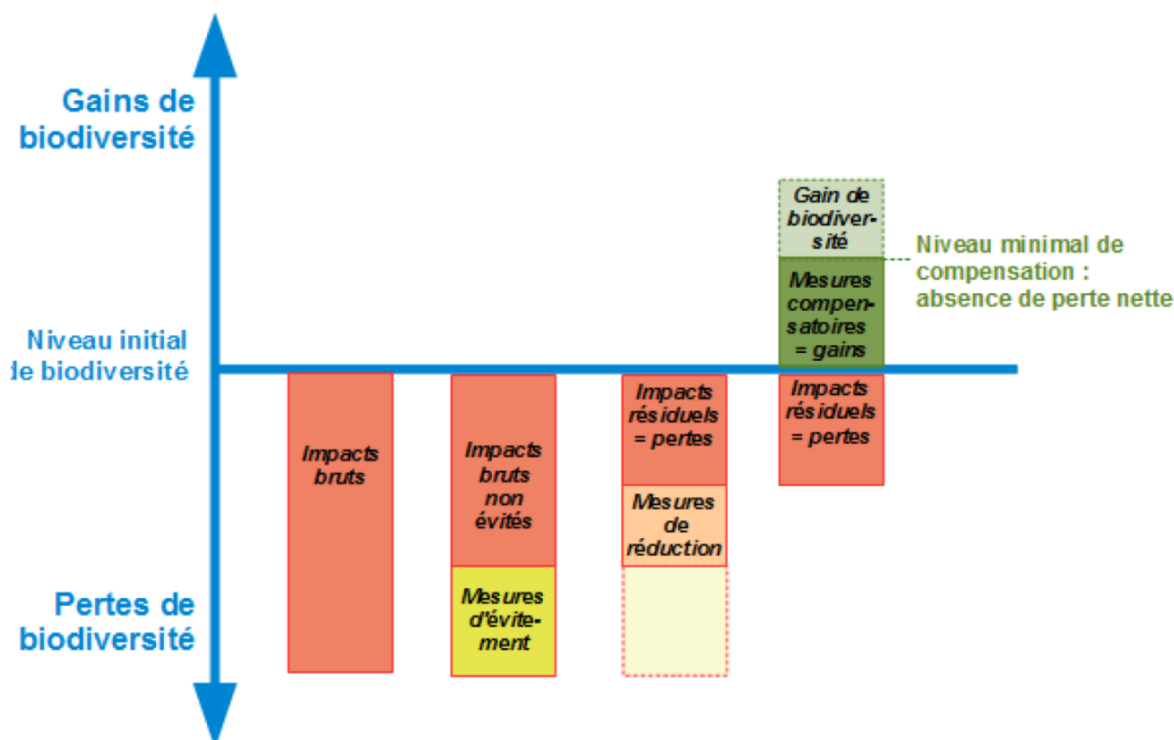 Gains de
biodiversité
Niveau initial
de biodiversité
Pertes de
biodiversité
Impacts
bruts
Impacts
bruts
non
évités
Mesures
d'évite-
ment
Impacts
résiduels
= pertes
Mesures
de
réduction
Gain de
biodiver-
sité
Mesures
compen-
satoires
= gains
Impacts
résiduels
= pertes
Niveau minimal de
compensation :
absence de perte nette